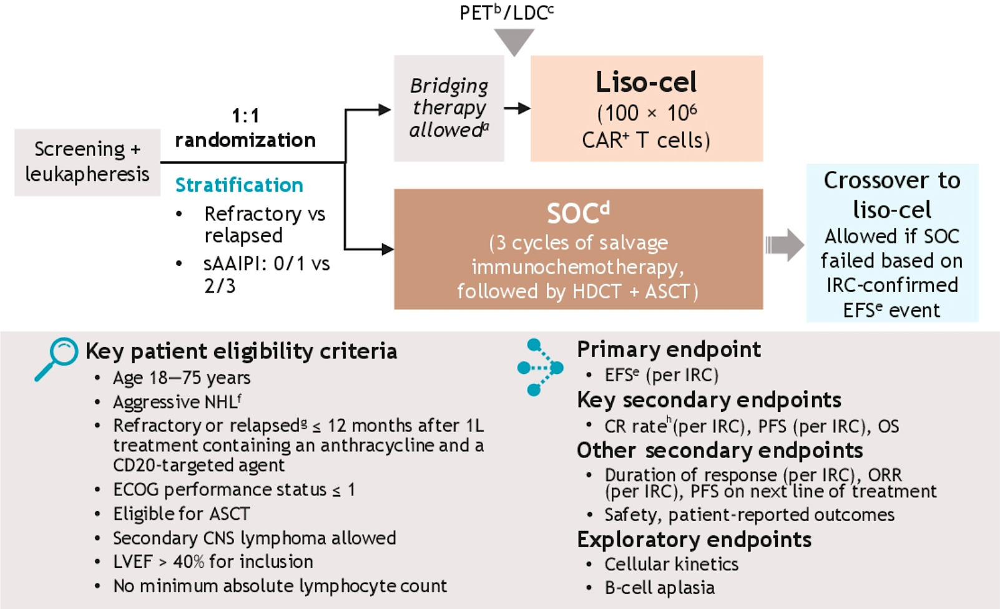 PETᵇ/LDCᶜ
Screening +
leukapheresis
1:1
randomization
Stratification
• Refractory vs
relapsed
• sAAIPI: 0/1 vs
2/3
Bridging
therapy
allowedᵃ
Liso-cel
(100 × 10⁶
CAR⁺ T cells)
SOCᵈ
(3 cycles of salvage
immunochemotherapy,
followed by HDCT + ASCT)
Crossover to
liso-cel
Allowed if SOC
failed based on
IRC-confirmed
EFSᵉ event
Key patient eligibility criteria
• Age 18—75 years
• Aggressive NHLᶠ
• Refractory or relapsedᵍ ≤ 12 months after 1L
treatment containing an anthracycline and a
CD20-targeted agent
• ECOG performance status ≤ 1
• Eligible for ASCT
• Secondary CNS lymphoma allowed
• LVEF > 40% for inclusion
• No minimum absolute lymphocyte count
Primary endpoint
• EFSᵉ (per IRC)
Key secondary endpoints
• CR rateʰ (per IRC), PFS (per IRC), OS
Other secondary endpoints
• Duration of response (per IRC), ORR
(per IRC), PFS on next line of treatment
• Safety, patient-reported outcomes
Exploratory endpoints
• Cellular kinetics
• B-cell aplasia